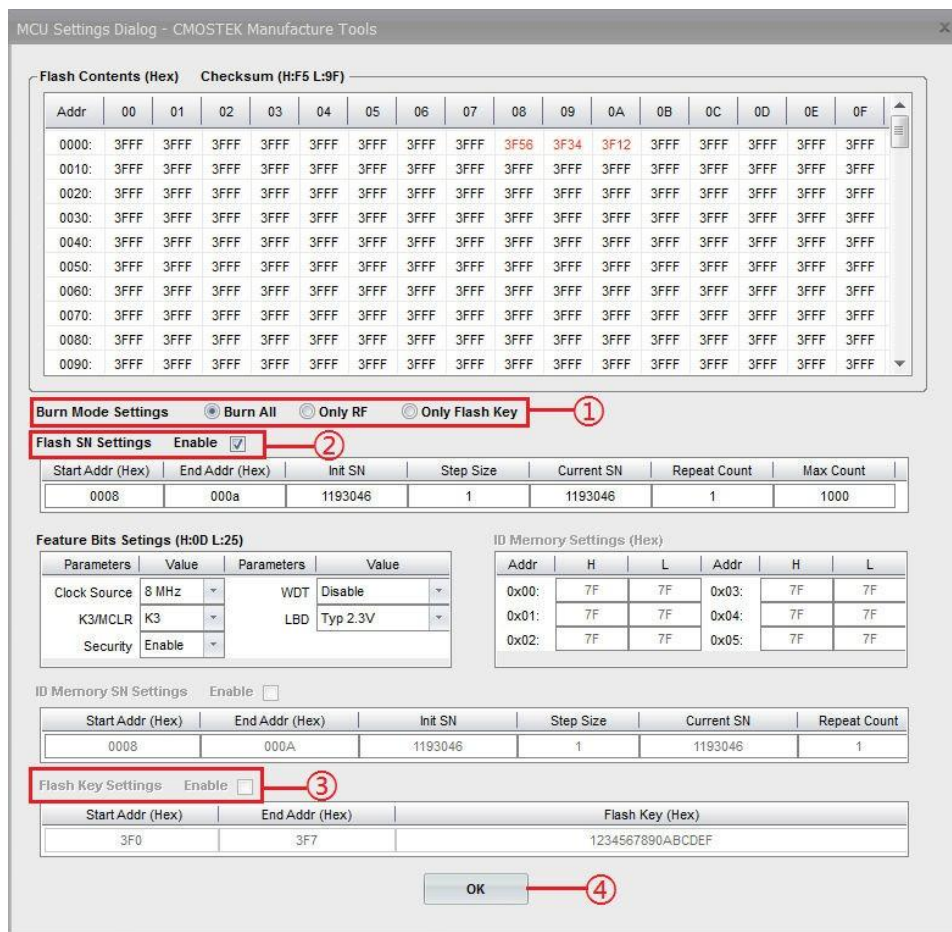 MCU Settings Dialog - CMOSTEK Manufacture Tools x
Flash Contents (Hex) Checksum (H:F5 L:9F)
Addr 00 01 02 03 04 05 06 07 08 09 0A 0B 0C 0D 0E 0F
0000: 3FFF 3FFF 3FFF 3FFF 3FFF 3FFF 3FFF 3FFF 3F56 3F34 3F12 3FFF 3FFF 3FFF 3FFF 3FFF
0010: 3FFF 3FFF 3FFF 3FFF 3FFF 3FFF 3FFF 3FFF 3FFF 3FFF 3FFF 3FFF 3FFF 3FFF 3FFF 3FFF
0020: 3FFF 3FFF 3FFF 3FFF 3FFF 3FFF 3FFF 3FFF 3FFF 3FFF 3FFF 3FFF 3FFF 3FFF 3FFF 3FFF
0030: 3FFF 3FFF 3FFF 3FFF 3FFF 3FFF 3FFF 3FFF 3FFF 3FFF 3FFF 3FFF 3FFF 3FFF 3FFF 3FFF
0040: 3FFF 3FFF 3FFF 3FFF 3FFF 3FFF 3FFF 3FFF 3FFF 3FFF 3FFF 3FFF 3FFF 3FFF 3FFF 3FFF
0050: 3FFF 3FFF 3FFF 3FFF 3FFF 3FFF 3FFF 3FFF 3FFF 3FFF 3FFF 3FFF 3FFF 3FFF 3FFF 3FFF
0060: 3FFF 3FFF 3FFF 3FFF 3FFF 3FFF 3FFF 3FFF 3FFF 3FFF 3FFF 3FFF 3FFF 3FFF 3FFF 3FFF
0070: 3FFF 3FFF 3FFF 3FFF 3FFF 3FFF 3FFF 3FFF 3FFF 3FFF 3FFF 3FFF 3FFF 3FFF 3FFF 3FFF
0080: 3FFF 3FFF 3FFF 3FFF 3FFF 3FFF 3FFF 3FFF 3FFF 3FFF 3FFF 3FFF 3FFF 3FFF 3FFF 3FFF
0090: 3FFF 3FFF 3FFF 3FFF 3FFF 3FFF 3FFF 3FFF 3FFF 3FFF 3FFF 3FFF 3FFF 3FFF 3FFF 3FFF
Burn Mode Settings Burn All Only RF Only Flash Key ①
Flash SN Settings Enable ②
Start Addr (Hex) End Addr (Hex) Init SN Step Size Current SN Repeat Count Max Count
0008 000a 1193046 1 1193046 1 1000
Feature Bits Setings (H:0D L:25) ID Memory Settings (Hex)
Parameters Value Parameters Value Addr H L Addr H L
Clock Source 8 MHz WDT Disable 0x00: 7F 7F 0x03: 7F 7F
K3/MCLR K3 LBD Typ 2.3V 0x01: 7F 7F 0x04: 7F 7F
Security Enable 0x02: 7F 7F 0x05: 7F 7F
ID Memory SN Settings Enable
Start Addr (Hex) End Addr (Hex) Init SN Step Size Current SN Repeat Count
0008 000A 1193046 1 1193046 1
Flash Key Settings Enable ③
Start Addr (Hex) End Addr (Hex) Flash Key (Hex)
3F0 3F7 1234567890ABCDEF
OK ④